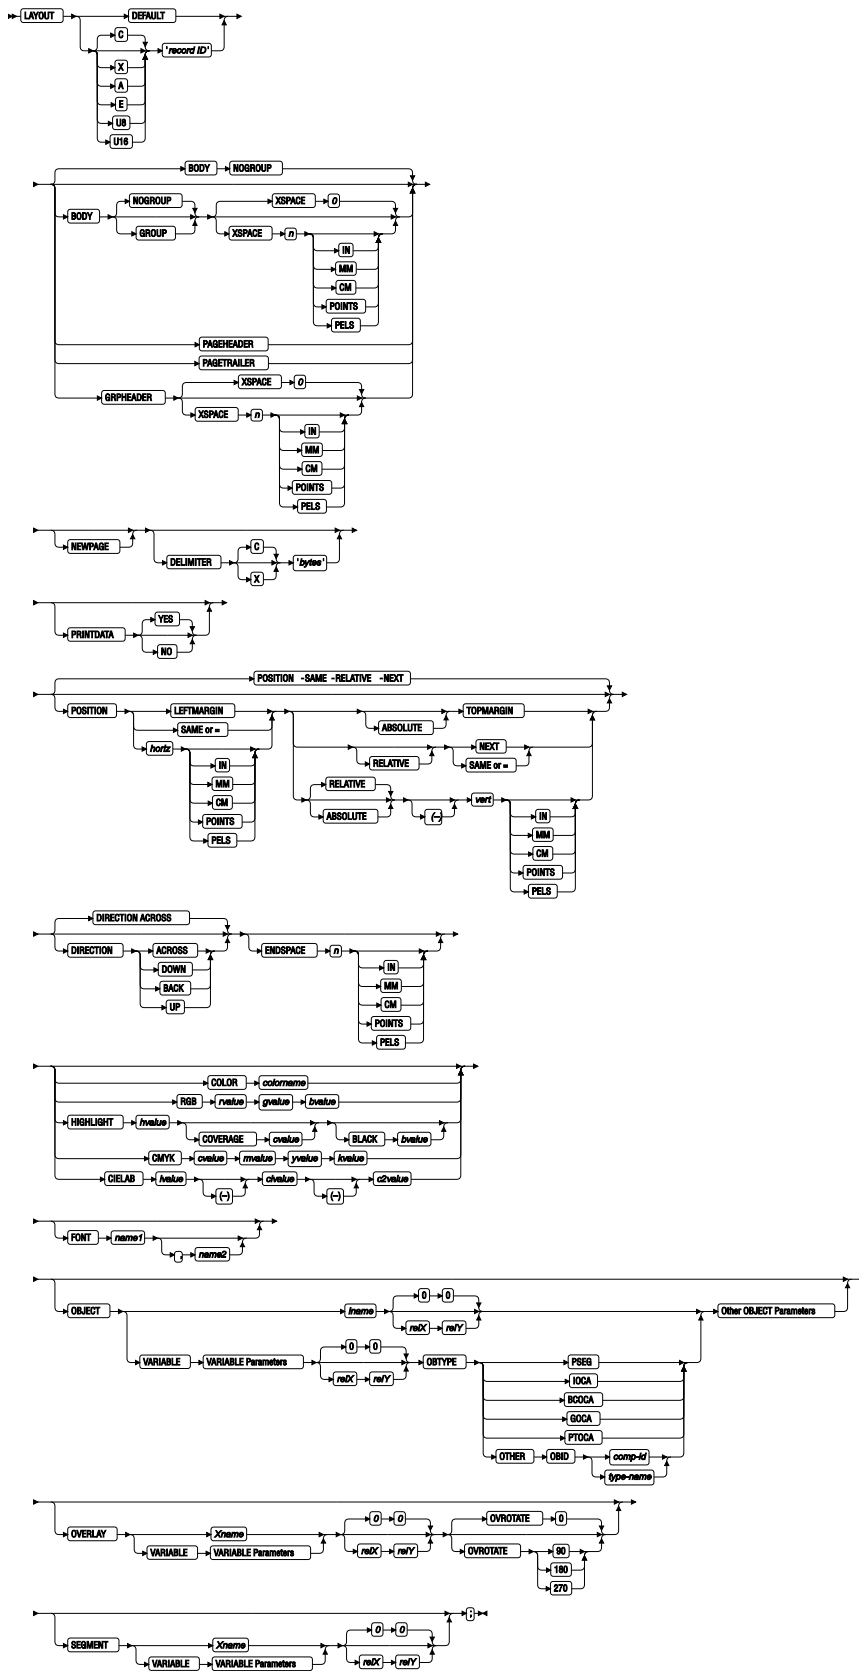 LAYOUT DEFAULT
C
'record ID'
X
A
E
U8
U16
BODY NOGROUP
NOGROUP XSPACE 0
BODY
GROUP XSPACE n
IN
MM
CM
POINTS
PELS
PAGEHEADER
PAGETRAILER
XSPACE 0
GRPHEADER
XSPACE n
IN
MM
CM
POINTS
PELS
NEWPAGE C
DELIMITER 'bytes'
X
YES
PRINTDATA
NO
POSITION -SAME -RELATIVE -NEXT
POSITION LEFTMARGIN TOPMARGIN
SAME or = ABSOLUTE
horiz NEXT
IN RELATIVE SAME or =
MM RELATIVE
CM vert
POINTS ABSOLUTE (–) IN
PELS MM
CM
POINTS
PELS
DIRECTION ACROSS
DIRECTION ACROSS ENDSPACE n
DOWN IN
BACK MM
UP CM
POINTS
PELS
COLOR colorname
RGB rvalue gvalue bvalue
HIGHLIGHT hvalue
COVERAGE cvalue BLACK bvalue
CMYK cvalue mvalue yvalue kvalue
CIELAB lvalue c1value c2value
(–) (–)
FONT name1
, name2
0 0
OBJECT lname Other OBJECT Parameters
relX relY
0 0
VARIABLE VARIABLE Parameters OBTYPE PSEG
relX relY IOCA
BCOCA
GOCA
PTOCA
OTHER OBID comp-id
type-name
0 0 OVROTATE 0
OVERLAY Xname
VARIABLE VARIABLE Parameters relX relY OVROTATE 90
180
270
0 0 ;
SEGMENT Xname
VARIABLE VARIABLE Parameters relX relY